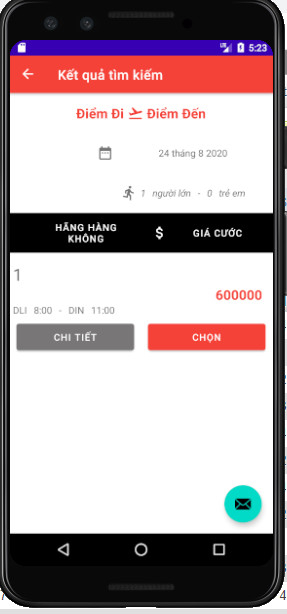 5:23
Kết quả tìm kiếm
Điểm Đi Điểm Đến
24 tháng 8 2020
1 người lớn - 0 trẻ em
HÃNG HÀNG KHÔNG $ GIÁ CƯỚC
1
600000
DLI 8:00 - DIN 11:00
CHI TIẾT CHỌN